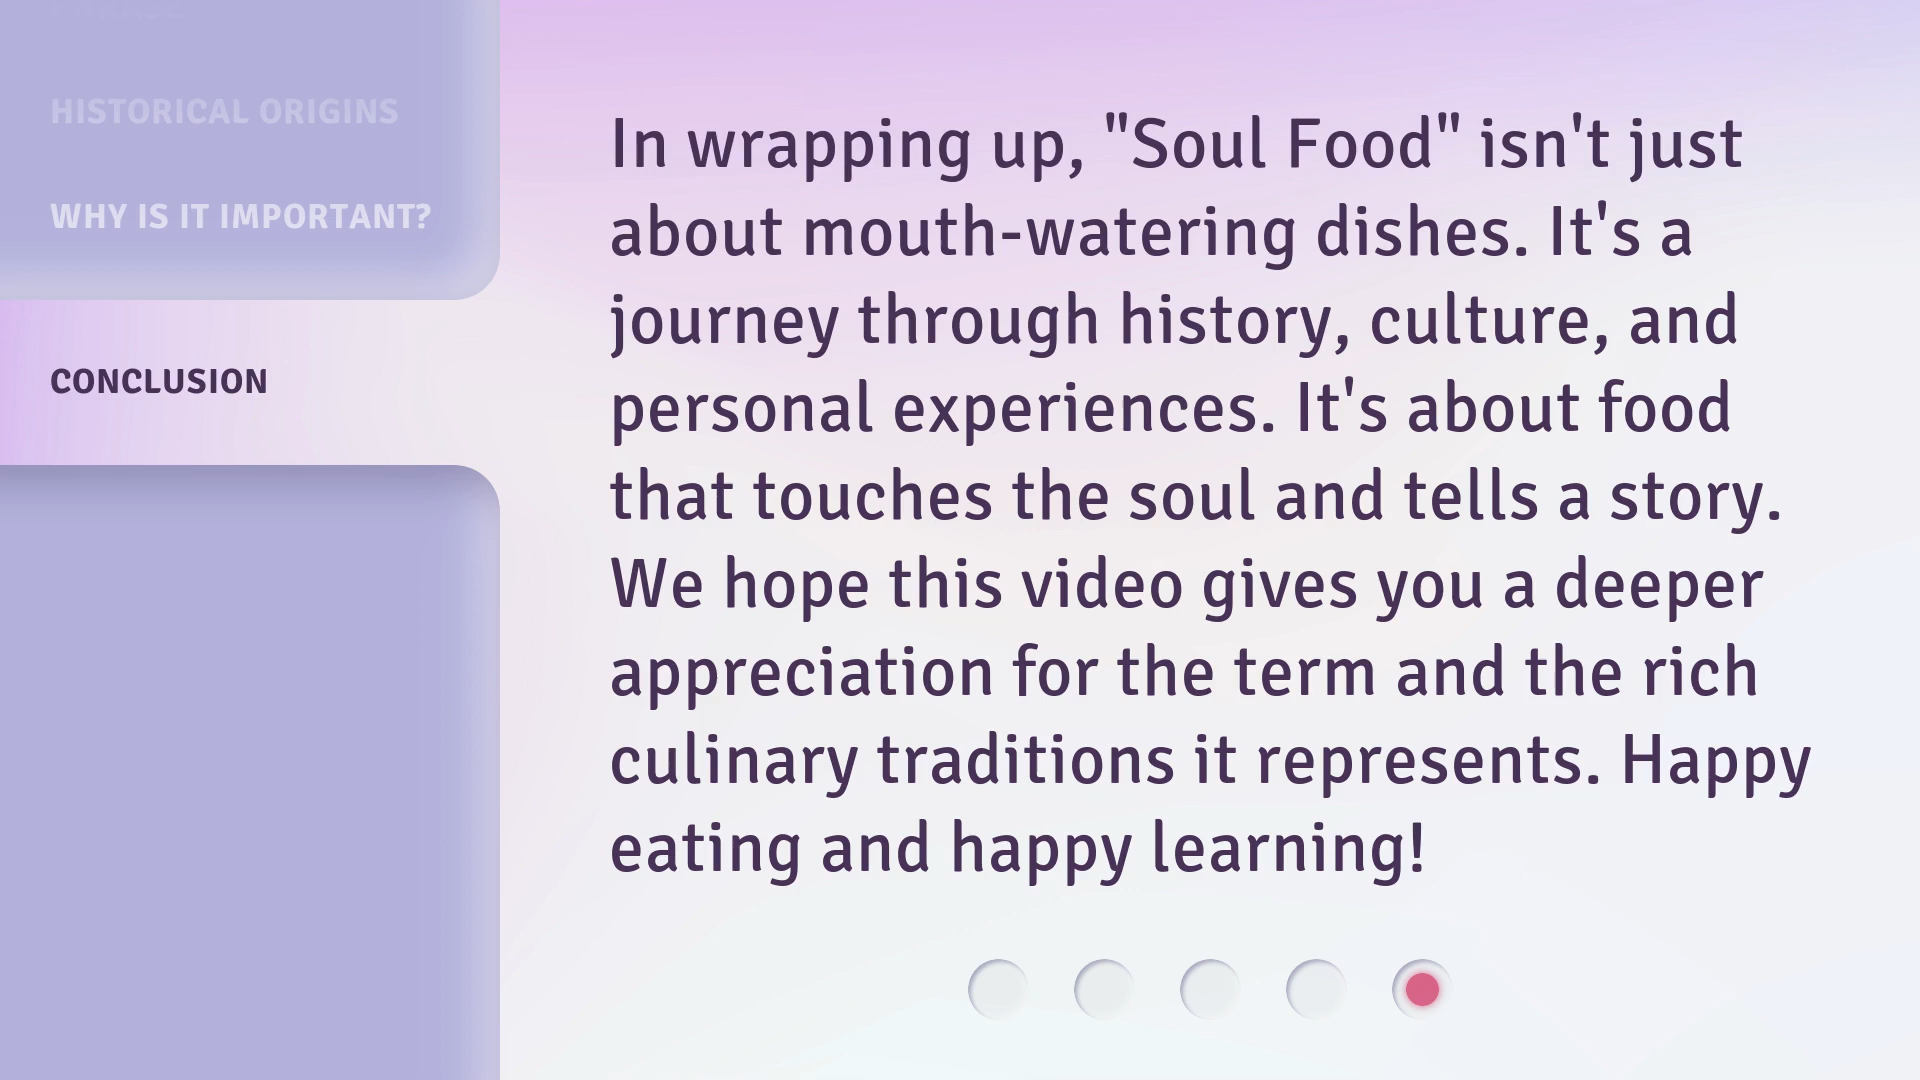 HISTORICAL ORIGINS
WHY IS IT IMPORTANT?
CONCLUSION
In wrapping up, "Soul Food" isn't just
about mouth-watering dishes. It's a
journey through history, culture, and
personal experiences. It's about food
that touches the soul and tells a story.
We hope this video gives you a deeper
appreciation for the term and the rich
culinary traditions it represents. Happy
eating and happy learning!